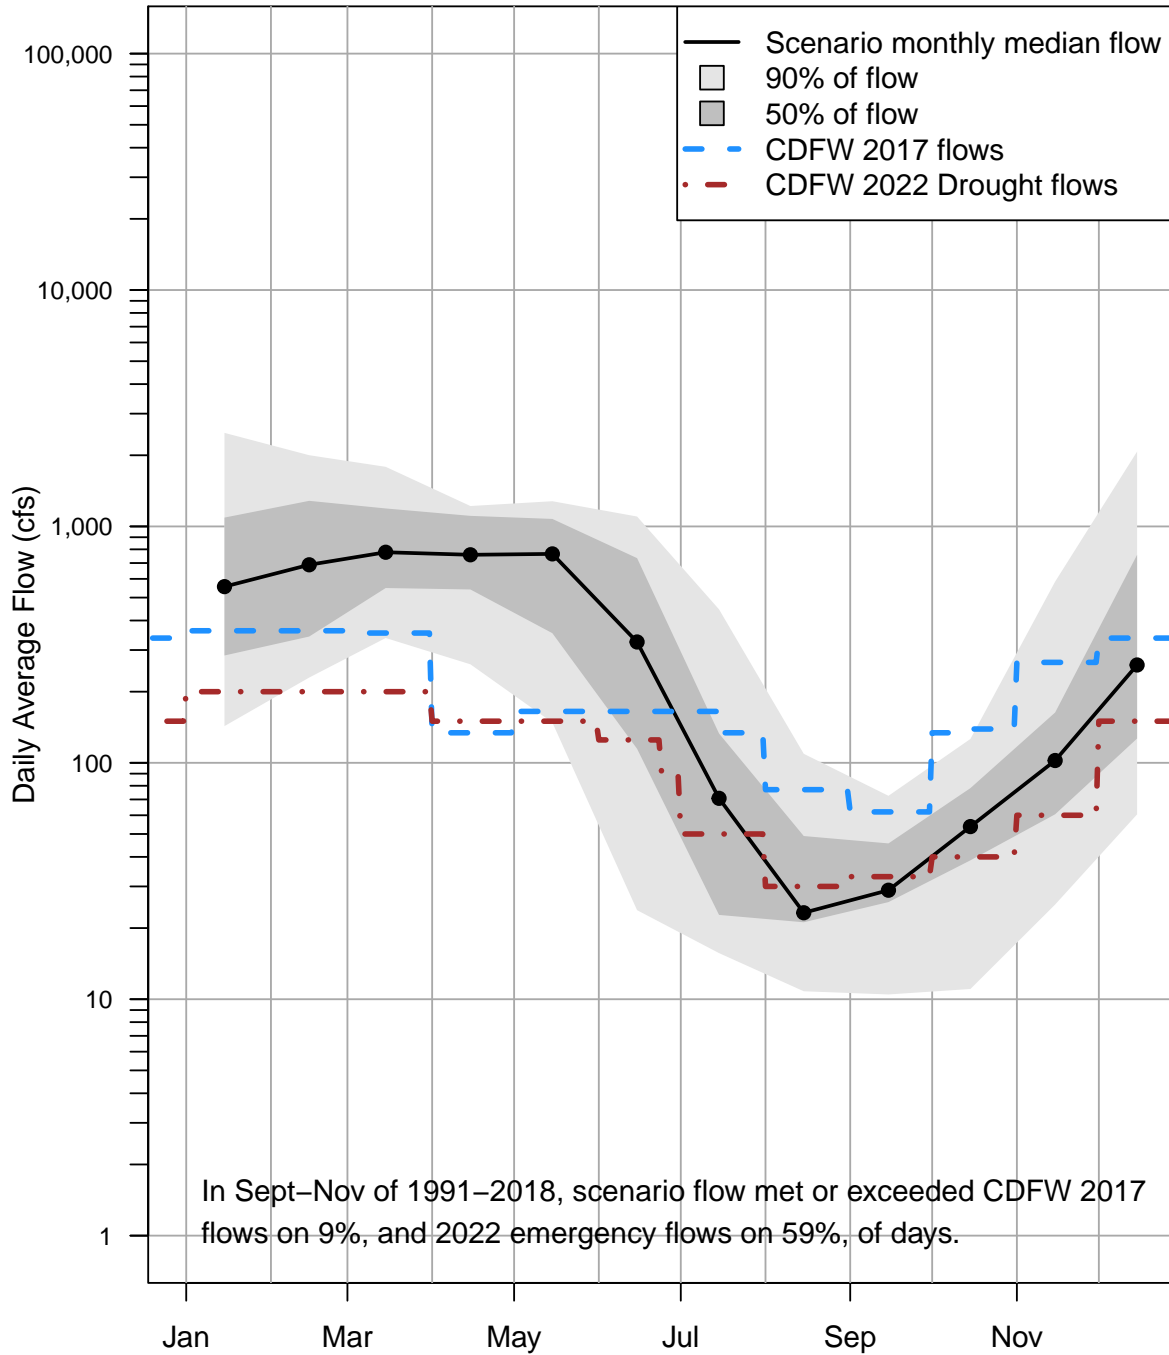 Scenario monthly median flow
90% of flow
50% of flow
CDFW 2017 flows
CDFW 2022 Drought flows
Daily Average Flow (cfs)
100,000
10,000
1,000
100
10
1
In Sept−Nov of 1991−2018, scenario flow met or exceeded CDFW 2017
flows on 9%, and 2022 emergency flows on 59%, of days.
Jan Mar May Jul Sep Nov